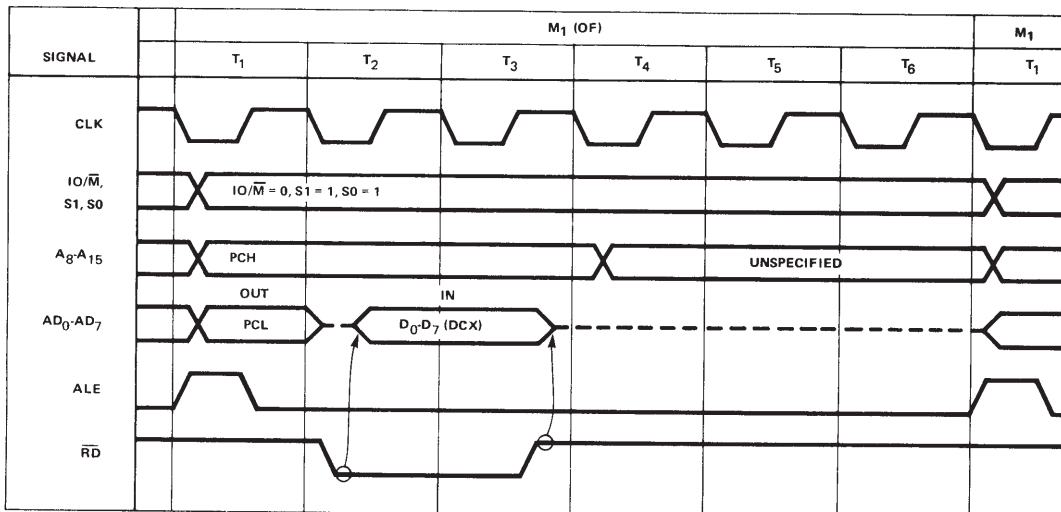 SIGNAL
M₁ (OF)
M₁
T₁ T₂ T₃ T₄ T₅ T₆ T₁
CLK
IO/M̅,
S1, S0
IO/M̅ = 0, S1 = 1, S0 = 1
A₈-A₁₅
PCH
UNSPECIFIED
OUT
IN
AD₀-AD₇
PCL
D₀-D₇ (DCX)
ALE
R̅D̅